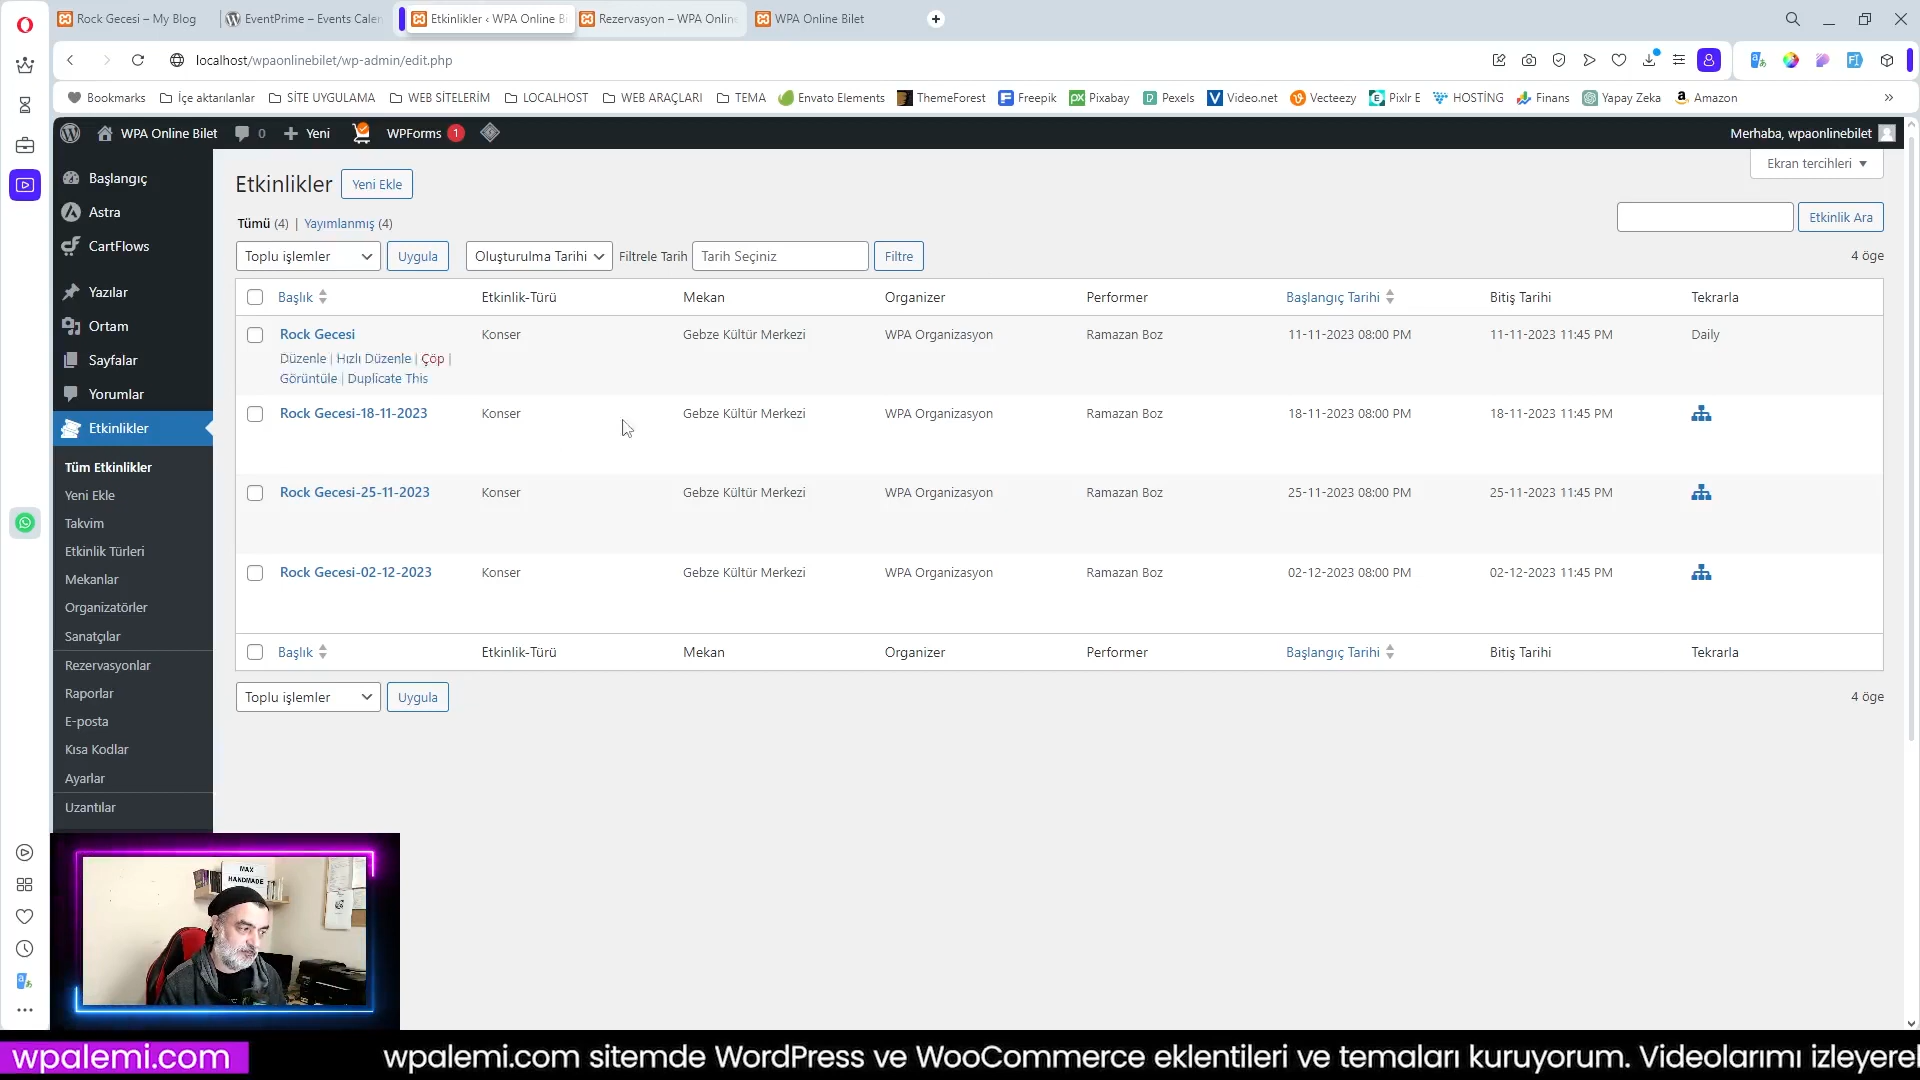 Rock Gecesi – My Blog
EventPrime – Events Calen
Etkinlikler ‹ WPA Online Bi
Rezervasyon – WPA Online
WPA Online Bilet
localhost/wpaonlinebilet/wp-admin/edit.php
Bookmarks
İçe aktarılanlar
SİTE UYGULAMA
WEB SİTELERİM
LOCALHOST
WEB ARAÇLARI
TEMA
Envato Elements
ThemeForest
Freepik
Pixabay
Pexels
Video.net
Vecteezy
Pixlr E
HOSTİNG
Finans
Yapay Zeka
Amazon
WPA Online Bilet
0
Yeni
WPForms 1
Merhaba, wpaonlinebilet
Ekran tercihleri
Başlangıç
Astra
CartFlows
Yazılar
Ortam
Sayfalar
Yorumlar
Etkinlikler
Tüm Etkinlikler
Yeni Ekle
Takvim
Etkinlik Türleri
Mekanlar
Organizatörler
Sanatçılar
Rezervasyonlar
Raporlar
E-posta
Kısa Kodlar
Ayarlar
Uzantılar
Etkinlikler Yeni Ekle
Tümü (4) | Yayımlanmış (4)
Etkinlik Ara
Toplu işlemler Uygula Oluşturulma Tarihi Filtrele Tarih Tarih Seçiniz Filtre 4 öge
Başlık Etkinlik-Türü Mekan Organizer Performer Başlangıç Tarihi Bitiş Tarihi Tekrarla
Rock Gecesi Konser Gebze Kültür Merkezi WPA Organizasyon Ramazan Boz 11-11-2023 08:00 PM 11-11-2023 11:45 PM Daily
Düzenle | Hızlı Düzenle | Çöp |
Görüntüle | Duplicate This
Rock Gecesi-18-11-2023 Konser Gebze Kültür Merkezi WPA Organizasyon Ramazan Boz 18-11-2023 08:00 PM 18-11-2023 11:45 PM
Rock Gecesi-25-11-2023 Konser Gebze Kültür Merkezi WPA Organizasyon Ramazan Boz 25-11-2023 08:00 PM 25-11-2023 11:45 PM
Rock Gecesi-02-12-2023 Konser Gebze Kültür Merkezi WPA Organizasyon Ramazan Boz 02-12-2023 08:00 PM 02-12-2023 11:45 PM
Başlık Etkinlik-Türü Mekan Organizer Performer Başlangıç Tarihi Bitiş Tarihi Tekrarla
Toplu işlemler Uygula 4 öge
MAX
HANDMADE
wpalemi.com
wpalemi.com sitemde WordPress ve WooCommerce eklentileri ve temaları kuruyorum. Videolarımı izleyerel